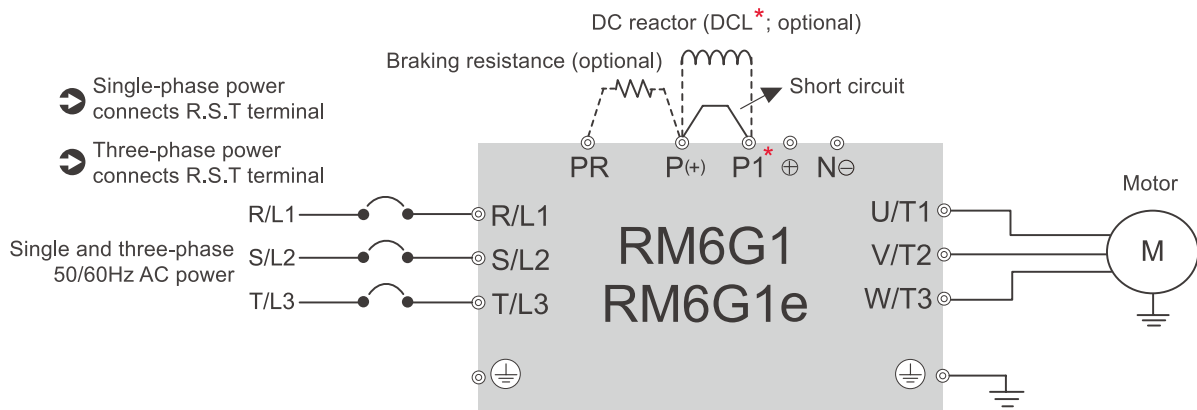 DC reactor (DCL*; optional)
Braking resistance (optional)
Short circuit
Single-phase power
connects R.S.T terminal
Three-phase power
connects R.S.T terminal
PR P(+) P1* ⊕ N⊖
R/L1 R/L1
Single and three-phase
50/60Hz AC power
S/L2 S/L2
T/L3 T/L3
RM6G1
RM6G1e
U/T1
V/T2
W/T3
Motor
M